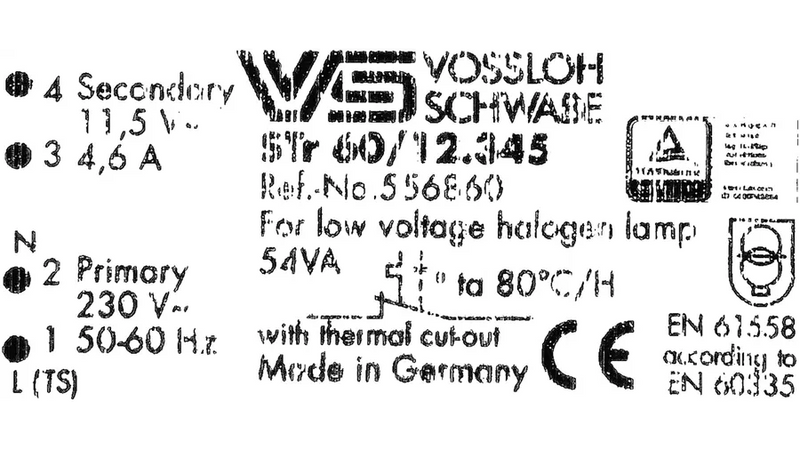 4 Secondary
11,5 V~
3 4,6 A
N
2 Primary
230 V~
1 50-60 Hz
L (TS)
VS VOSSLOH
SCHWABE
STr 60/12.345
Ref.-No.556860
For low voltage halogen lamp
54VA
ta 80°C/H
with thermal cut-out
Made in Germany
CE
EN 61558
according to
EN 60335